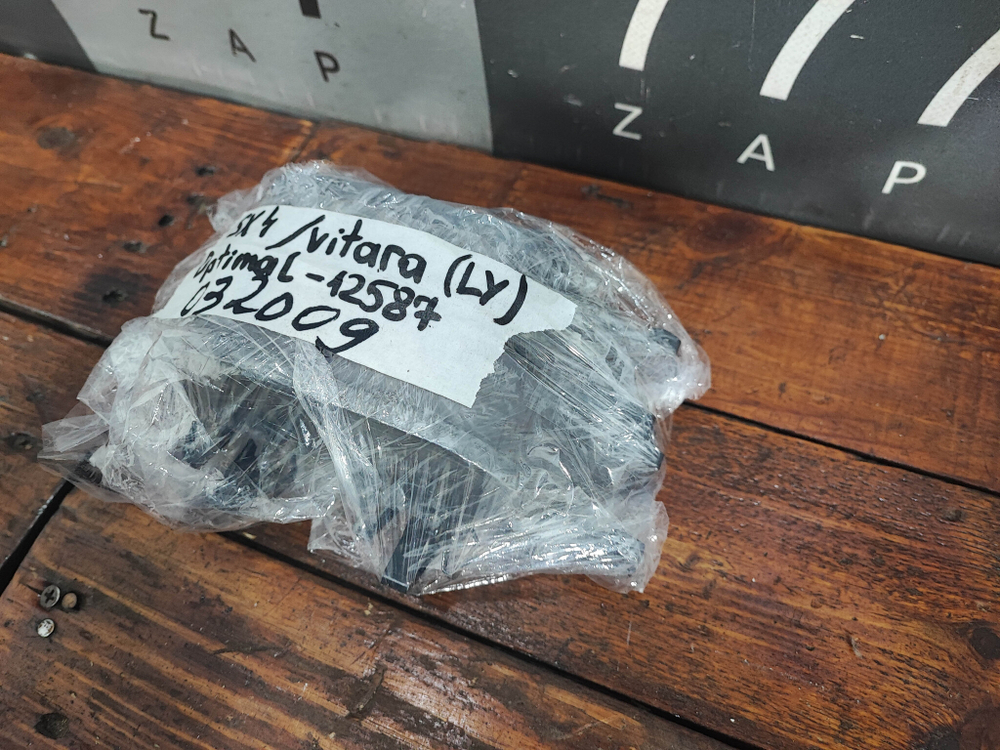 Z A P
Z A P
SX4/Vitara (LY)
Optimal-12587
032009